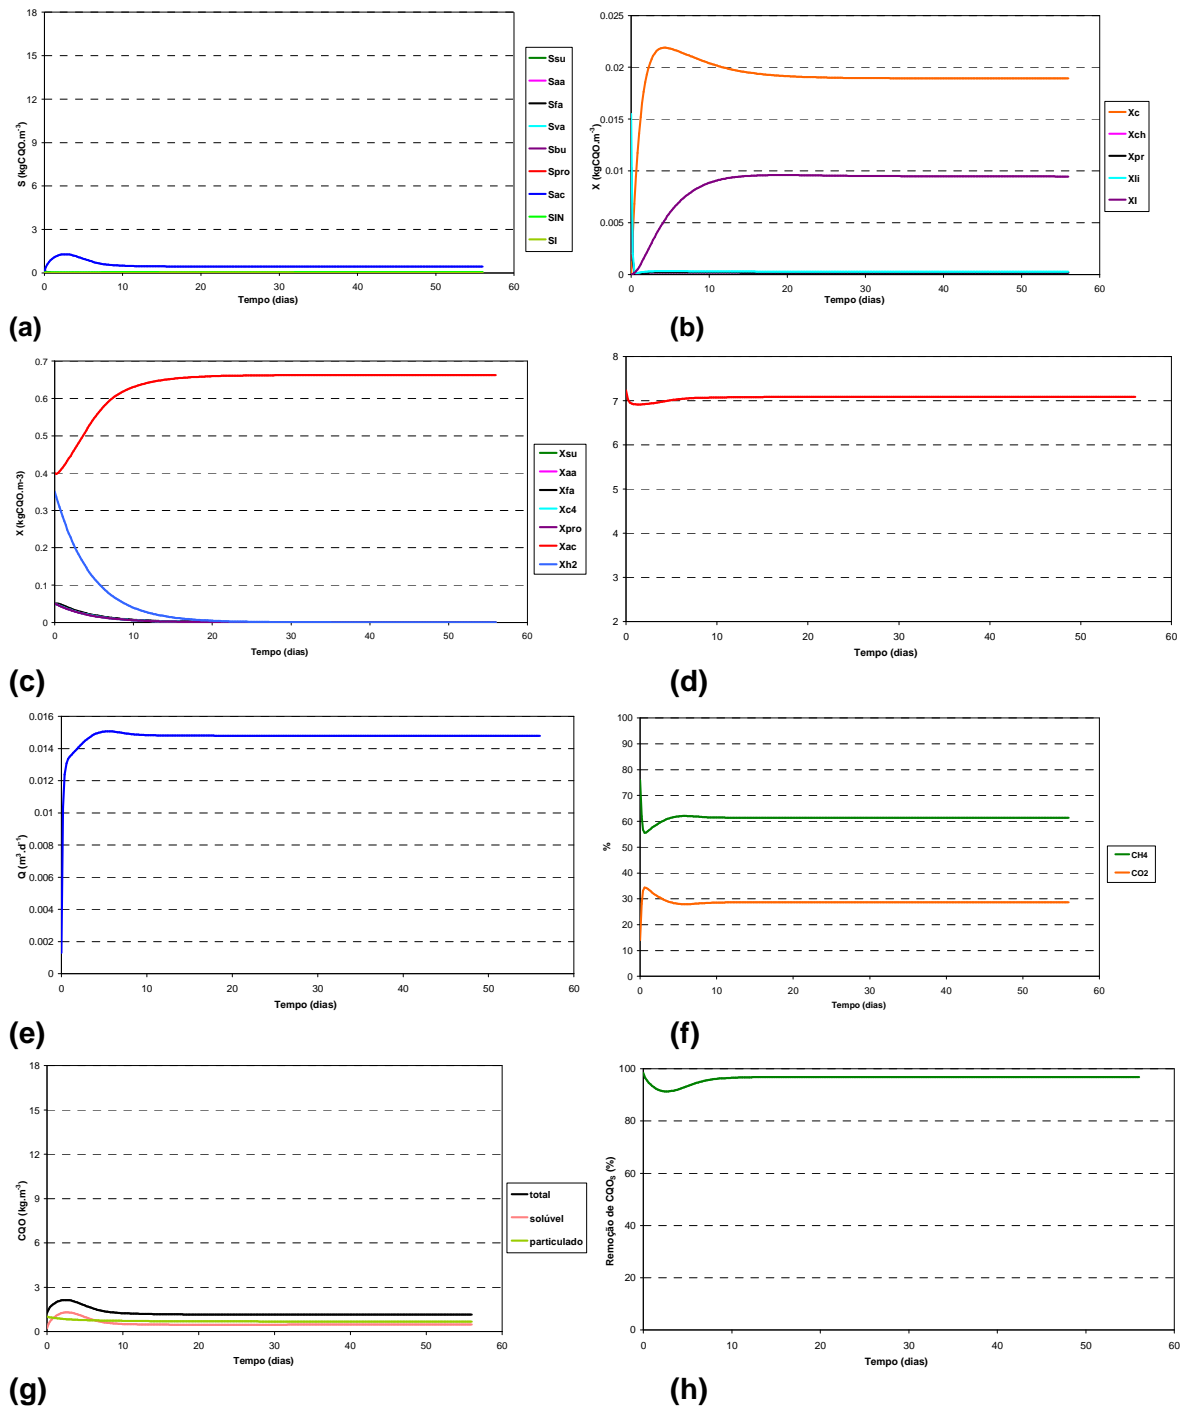 18
15
12
9
6
3
0
S (kgCQO.m-3)
0 10 20 30 40 50 60
Tempo (dias)
Ssu
Saa
Sfa
Sva
Sbu
Spro
Sac
SIN
SI
(a)
0.025
0.02
0.015
0.01
0.005
0
X (kgCQO.m-3)
0 10 20 30 40 50 60
Tempo (dias)
Xc
Xch
Xpr
Xli
XI
(b)
0.7
0.6
0.5
0.4
0.3
0.2
0.1
0
X (kgCQO.m-3)
0 10 20 30 40 50 60
Tempo (dias)
Xsu
Xaa
Xfa
Xc4
Xpro
Xac
Xh2
(c)
8
7
6
5
4
3
2
0 10 20 30 40 50 60
Tempo (dias)
(d)
0.016
0.014
0.012
0.01
0.008
0.006
0.004
0.002
0
Q (m³.d⁻¹)
0 10 20 30 40 50 60
Tempo (dias)
(e)
100
90
80
70
60
50
40
30
20
10
0
%
0 10 20 30 40 50 60
Tempo (dias)
CH4
CO2
(f)
18
15
12
9
6
3
0
CQO (kg.m⁻³)
0 10 20 30 40 50 60
Tempo (dias)
total
solúvel
particulado
(g)
100
80
60
40
20
0
Remoção de CQOs (%)
0 10 20 30 40 50 60
Tempo (dias)
(h)